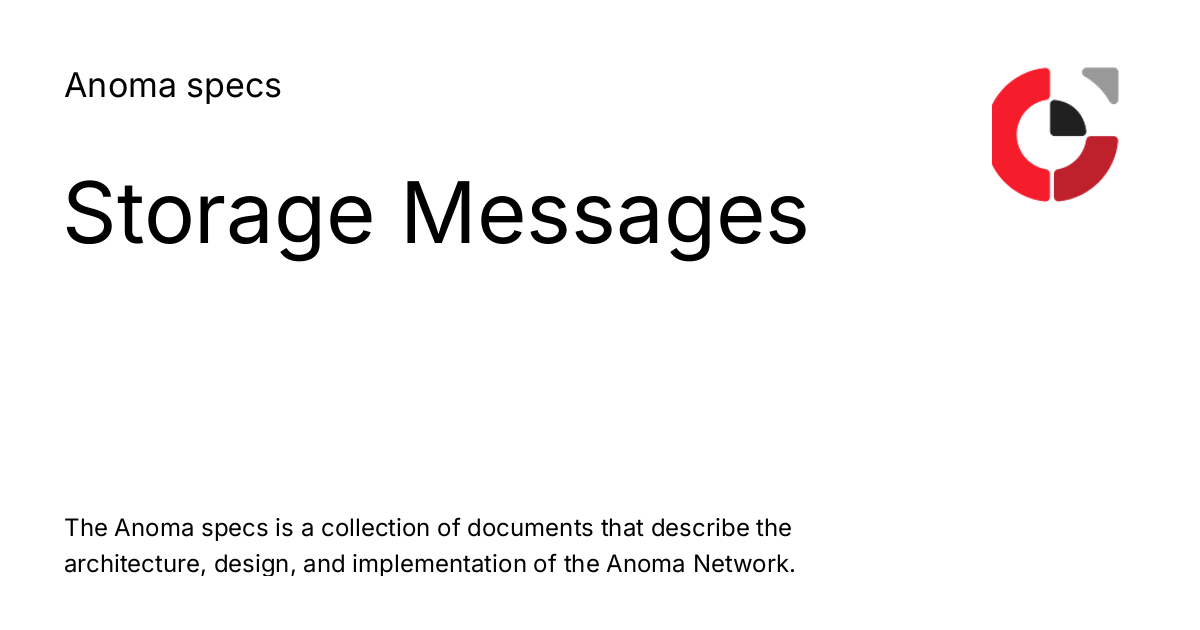 Anoma specs
Storage Messages
The Anoma specs is a collection of documents that describe the
architecture, design, and implementation of the Anoma Network.